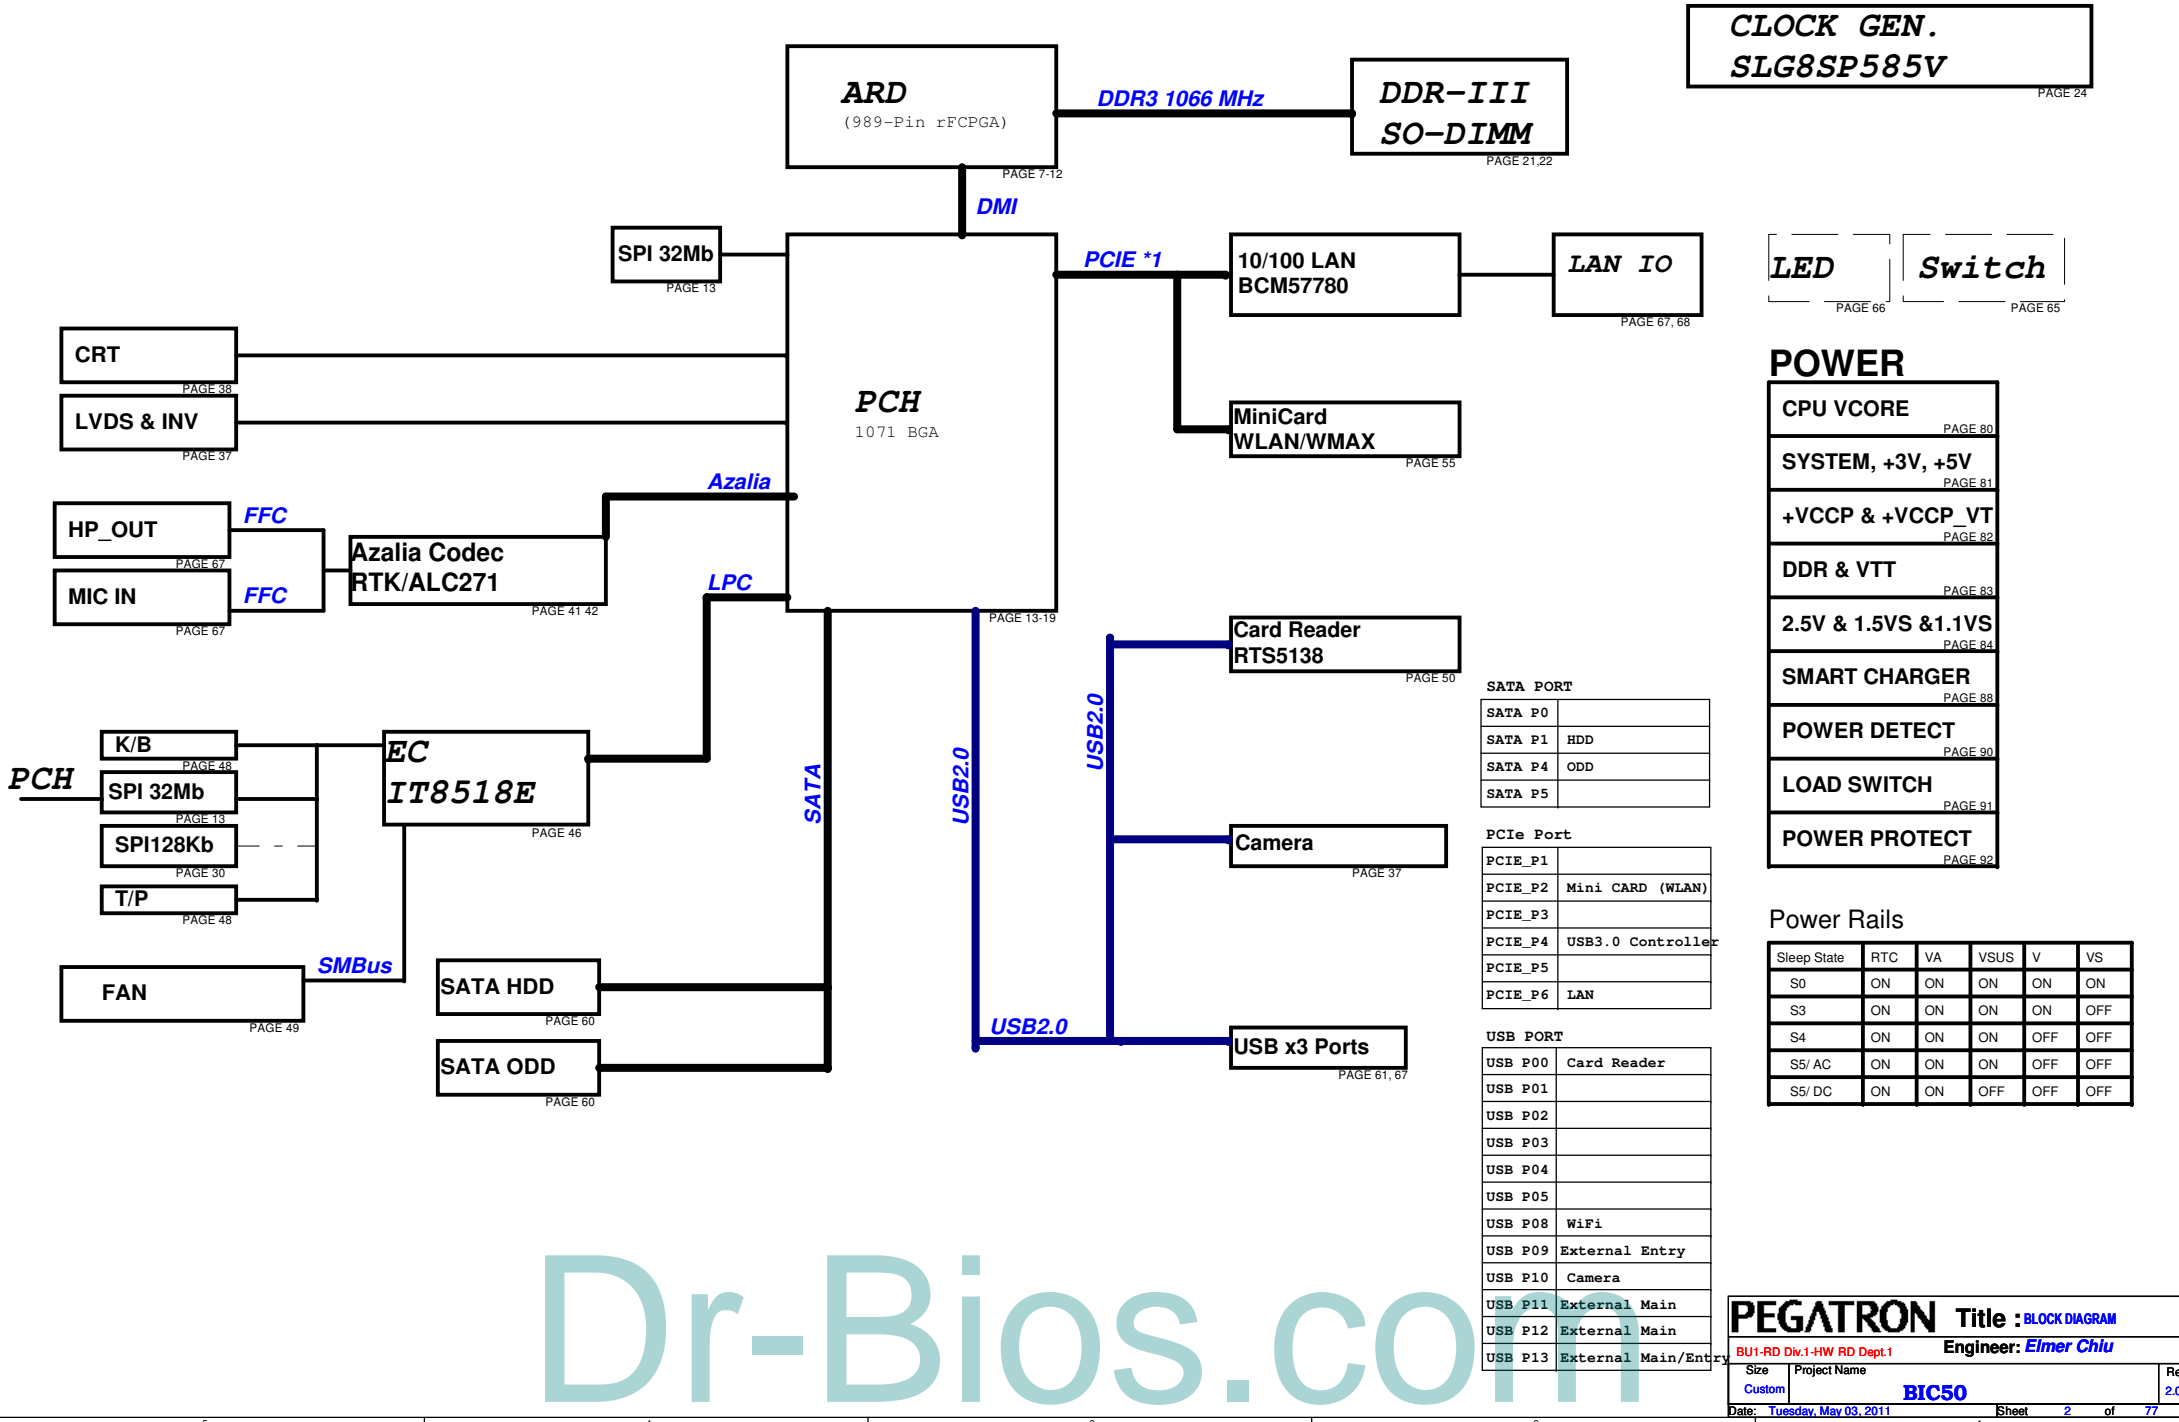 CLOCK GEN.
SLG8SP585V
PAGE 24
ARD
(989-Pin rFCPGA)
PAGE 7-12
DDR3 1066 MHz
DDR-III
SO-DIMM
PAGE 21,22
DMI
SPI 32Mb
PAGE 13
PCIE *1
10/100 LAN
BCM57780
LAN IO
PAGE 67, 68
LED
PAGE 66
Switch
PAGE 65
CRT
PAGE 38
LVDS & INV
PAGE 37
PCH
1071 BGA
PAGE 13-19
MiniCard
WLAN/WMAX
PAGE 55
Azalia
HP_OUT
PAGE 67
FFC
MIC IN
PAGE 67
FFC
Azalia Codec
RTK/ALC271
PAGE 41 42
LPC
Card Reader
RTS5138
PAGE 50
K/B
PAGE 48
PCH
SPI 32Mb
PAGE 13
SPI128Kb
PAGE 30
T/P
PAGE 48
EC
IT8518E
PAGE 46
FAN
PAGE 49
SMBus
SATA
USB2.0
USB2.0
USB2.0
SATA HDD
PAGE 60
SATA ODD
PAGE 60
Camera
PAGE 37
USB x3 Ports
PAGE 61, 67
SATA PORT
SATA P0
SATA P1 HDD
SATA P4 ODD
SATA P5
PCIe Port
PCIE_P1
PCIE_P2 Mini CARD (WLAN)
PCIE_P3
PCIE_P4 USB3.0 Controller
PCIE_P5
PCIE_P6 LAN
USB PORT
USB P00 Card Reader
USB P01
USB P02
USB P03
USB P04
USB P05
USB P08 WiFi
USB P09 External Entry
USB P10 Camera
USB P11 External Main
USB P12 External Main
USB P13 External Main/Entry
POWER
CPU VCORE
PAGE 80
SYSTEM, +3V, +5V
PAGE 81
+VCCP & +VCCP_VT
PAGE 82
DDR & VTT
PAGE 83
2.5V & 1.5VS &1.1VS
PAGE 84
SMART CHARGER
PAGE 88
POWER DETECT
PAGE 90
LOAD SWITCH
PAGE 91
POWER PROTECT
PAGE 92
Power Rails
Sleep State RTC VA VSUS V VS
S0 ON ON ON ON ON
S3 ON ON ON ON OFF
S4 ON ON ON OFF OFF
S5/ AC ON ON ON OFF OFF
S5/ DC ON ON OFF OFF OFF
Dr-Bios.com
PEGATRON Title : BLOCK DIAGRAM
BU1-RD Div.1-HW RD Dept.1 Engineer: Elmer Chiu
Size Project Name
Custom BIC50
Date: Tuesday, May 03, 2011 Sheet 2 of 77